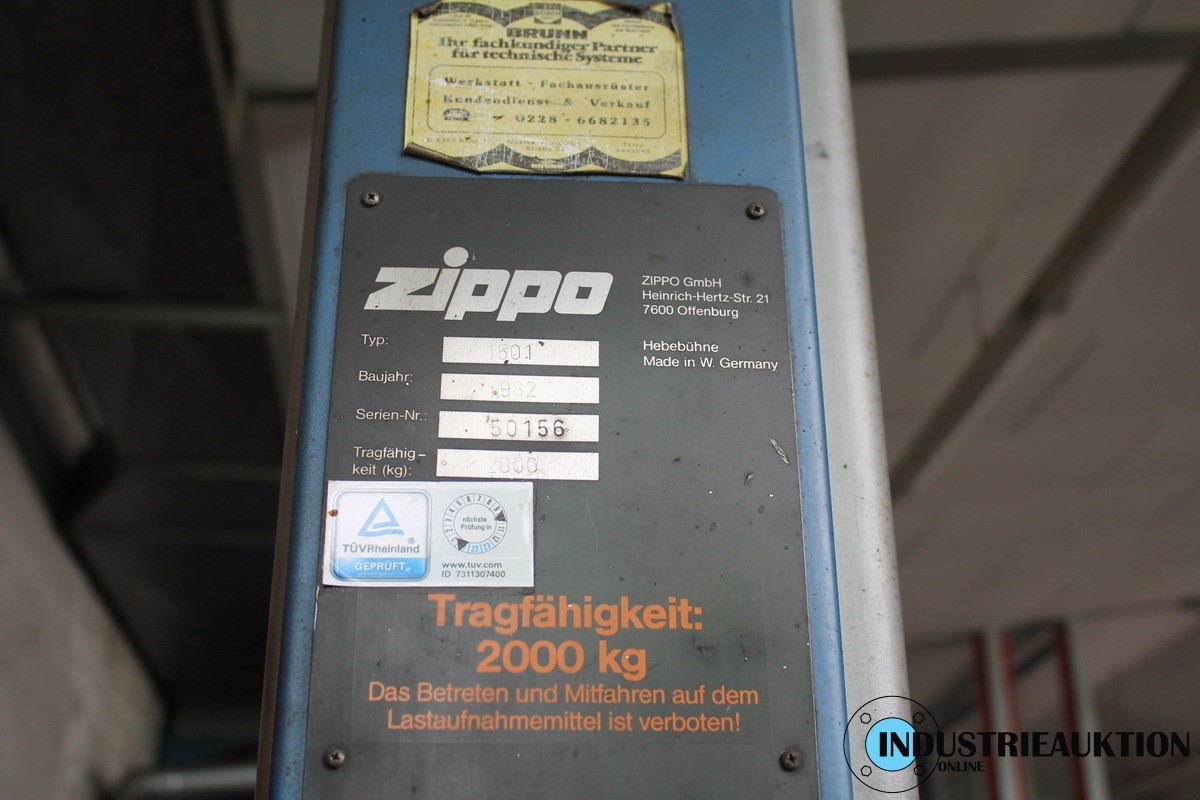 BRUNN
Ihr fachkundiger Partner
für technische Systeme
Werkstatt - Fachausrüster
Kundendienst & Verkauf
0228 - 6682135
BRUNN
zippo
ZIPPO GmbH
Heinrich-Hertz-Str. 21
7600 Offenburg
Hebebühne
Made in W. Germany
Typ: 1501
Baujahr: 1982
Serien-Nr.: 50156
Tragfähig-
keit (kg): 2000
TÜVRheinland®
GEPRÜFT
nächste
Prüfung in
www.tuv.com
ID 7311307400
Tragfähigkeit:
2000 kg
Das Betreten und Mitfahren auf dem
Lastaufnahmemittel ist verboten!
INDUSTRIEAUKTION
ONLINE